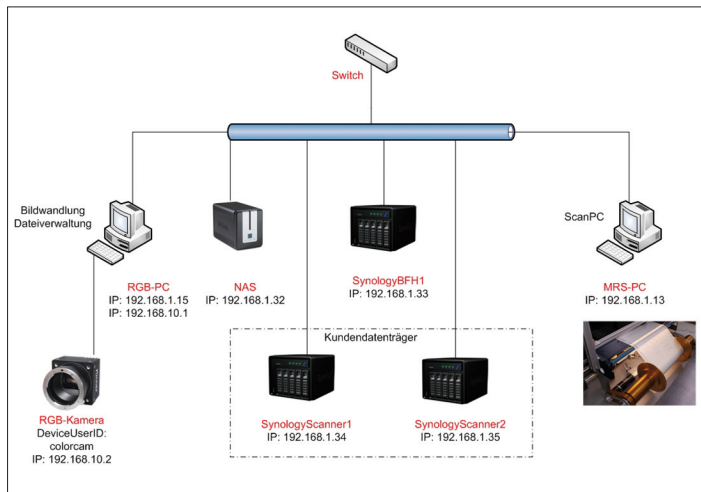 Switch
Bildwandlung
Dateiverwaltung
ScanPC
RGB-PC
IP: 192.168.1.15
IP: 192.168.10.1
NAS
IP: 192.168.1.32
SynologyBFH1
IP: 192.168.1.33
MRS-PC
IP: 192.168.1.13
Kundendatenträger
SynologyScanner1
IP: 192.168.1.34
SynologyScanner2
IP: 192.168.1.35
RGB-Kamera
DeviceUserID:
colorcam
IP: 192.168.10.2